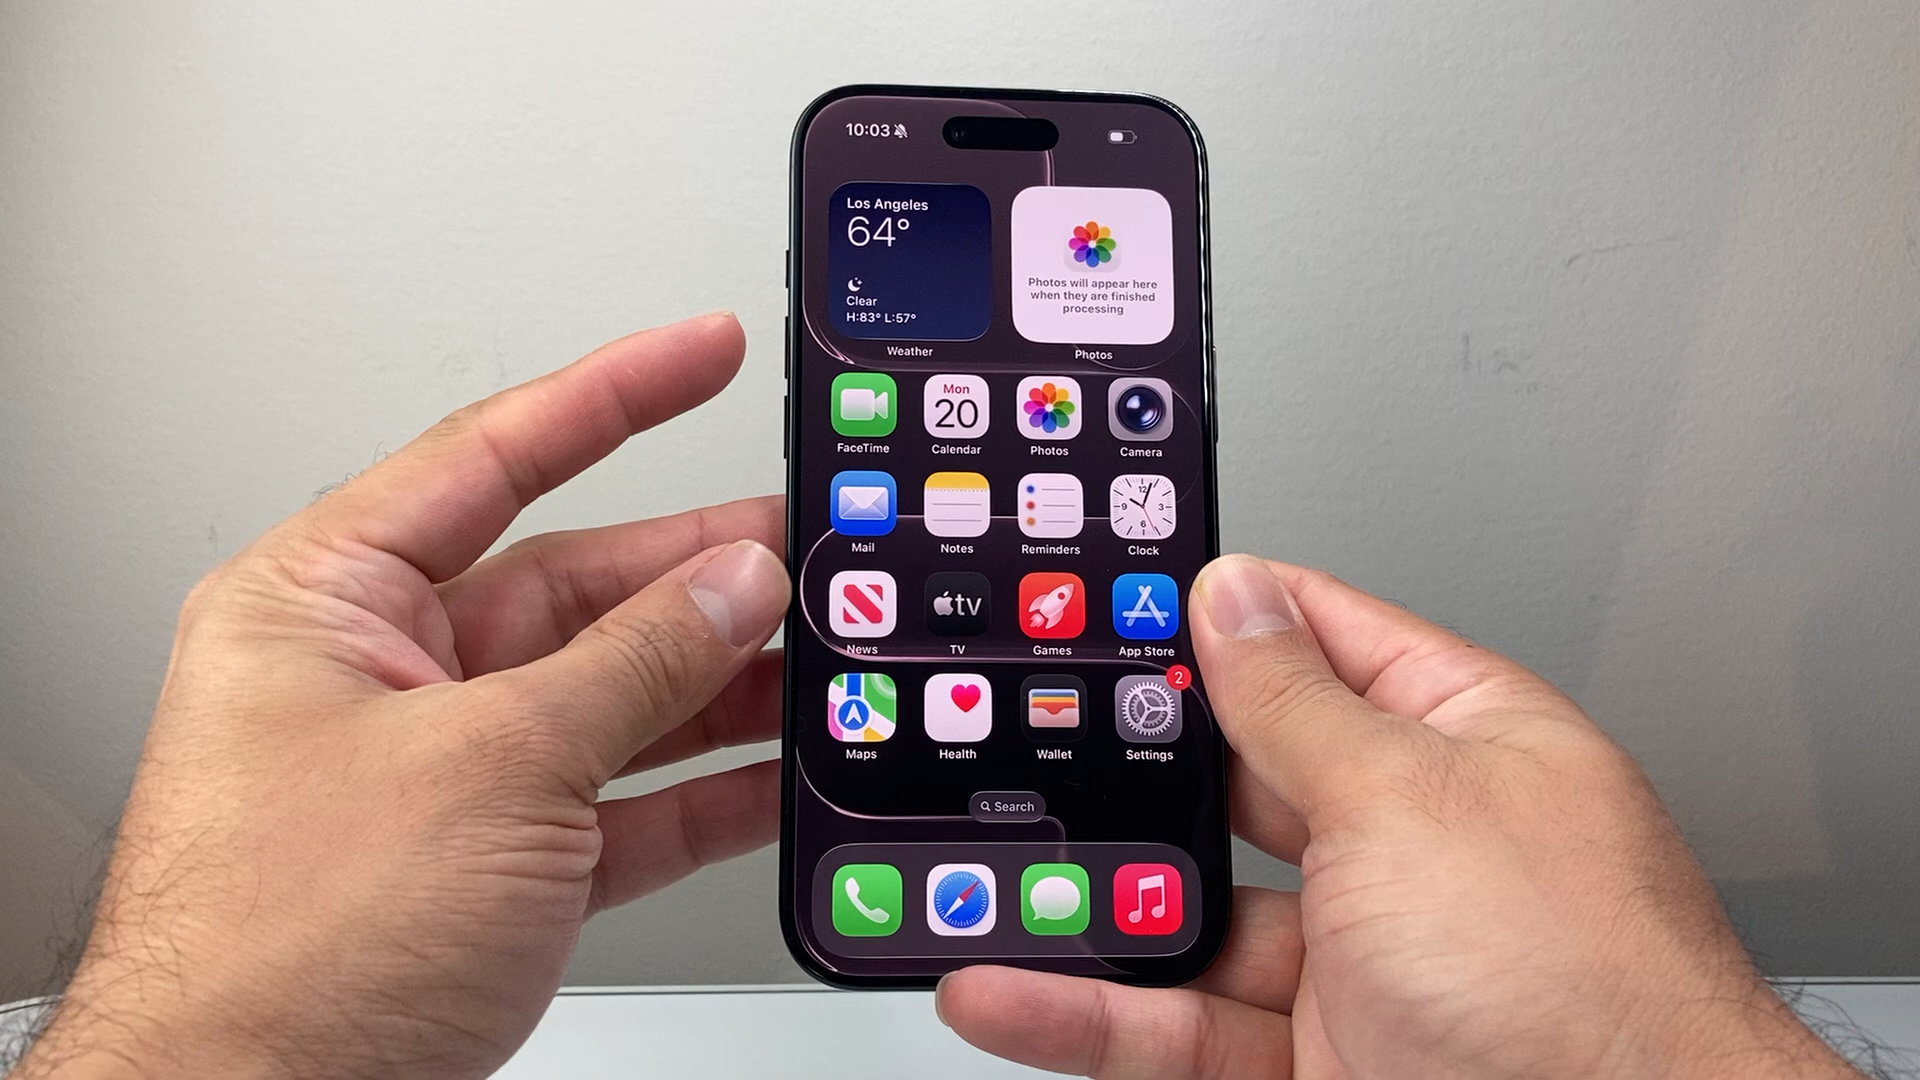 10:03
Los Angeles
64°
Clear
H:83° L:57°
Weather
Photos will appear here
when they are finished
processing
Photos
FaceTime
Mon
20
Calendar
Photos
Camera
Mail
Notes
Reminders
12
3
6
9
Clock
News
tv
TV
Games
App Store
2
Maps
Health
Wallet
Settings
Search